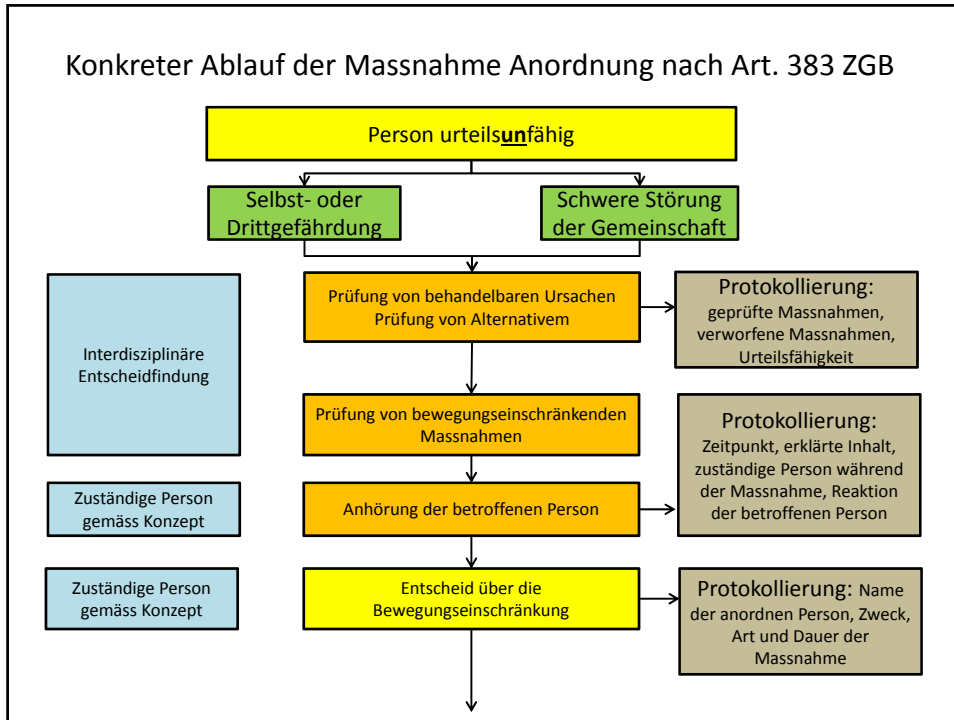 Konkreter Ablauf der Massnahme Anordnung nach Art. 383 ZGB
Person urteilsunfähig
Selbst- oder
Drittgefährdung
Schwere Störung
der Gemeinschaft
Interdisziplinäre
Entscheidfindung
Prüfung von behandelbaren Ursachen
Prüfung von Alternativem
Protokollierung:
geprüfte Massnahmen,
verworfene Massnahmen,
Urteilsfähigkeit
Prüfung von bewegungseinschränkenden
Massnahmen
Protokollierung:
Zeitpunkt, erklärte Inhalt,
zuständige Person während
der Massnahme, Reaktion
der betroffenen Person
Zuständige Person
gemäss Konzept
Anhörung der betroffenen Person
Zuständige Person
gemäss Konzept
Entscheid über die
Bewegungseinschränkung
Protokollierung: Name
der anordnen Person, Zweck,
Art und Dauer der
Massnahme